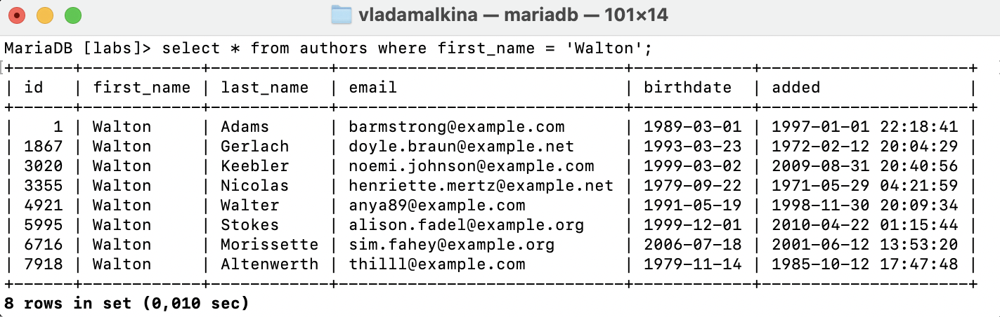 vladamalkina — mariadb — 101×14
MariaDB [labs]> select * from authors where first_name = 'Walton';
+------+------------+-----------+-----------------------------+------------+---------------------+
| id   | first_name | last_name  | email                       | birthdate  | added               |
+------+------------+-----------+-----------------------------+------------+---------------------+
|    1 | Walton     | Adams      | barmstrong@example.com      | 1989-03-01 | 1997-01-01 22:18:41 |
| 1867 | Walton     | Gerlach    | doyle.braun@example.net     | 1993-03-23 | 1972-02-12 20:04:29 |
| 3020 | Walton     | Keebler    | noemi.johnson@example.com   | 1999-03-02 | 2009-08-31 20:40:56 |
| 3355 | Walton     | Nicolas    | henriette.mertz@example.net | 1979-09-22 | 1971-05-29 04:21:59 |
| 4921 | Walton     | Walter     | anya89@example.com          | 1991-05-19 | 1998-11-30 20:09:34 |
| 5995 | Walton     | Stokes     | alison.fadel@example.org    | 1999-12-01 | 2010-04-22 01:15:44 |
| 6716 | Walton     | Morissette | sim.fahey@example.org       | 2006-07-18 | 2001-06-12 13:53:20 |
| 7918 | Walton     | Altenwerth | thilll@example.com          | 1979-11-14 | 1985-10-12 17:47:48 |
+------+------------+-----------+-----------------------------+------------+---------------------+
8 rows in set (0,010 sec)